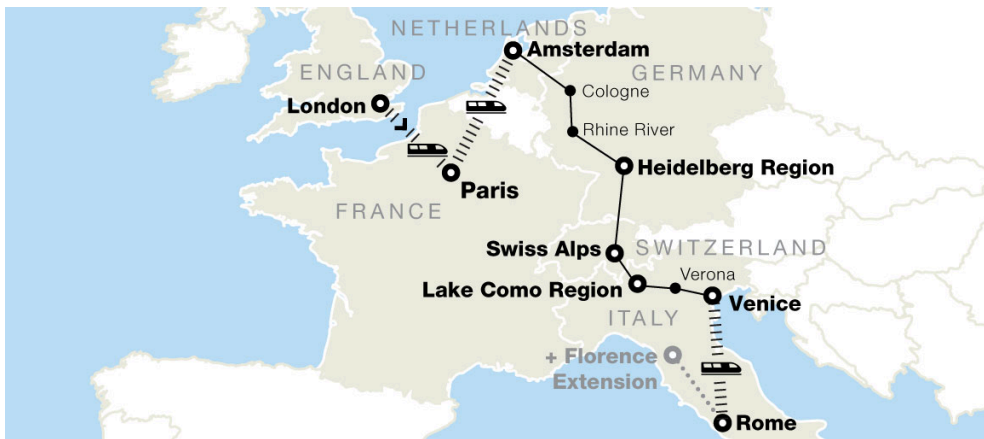 NETHERLANDS
Amsterdam
ENGLAND
GERMANY
London
Cologne
Rhine River
Heidelberg Region
Paris
FRANCE
Swiss Alps
SWITZERLAND
Verona
Lake Como Region
Venice
ITALY
+ Florence
Extension
Rome